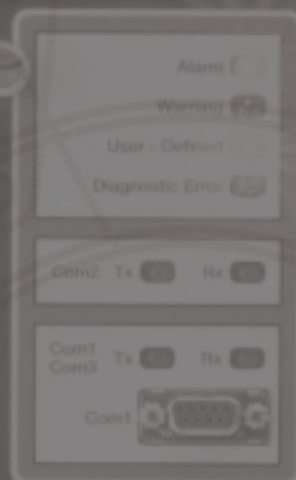 Alarm
Warning
User - Defined
Diagnostic Error
Com2 Tx Rx
Com1
Com3 Tx Rx
Com1